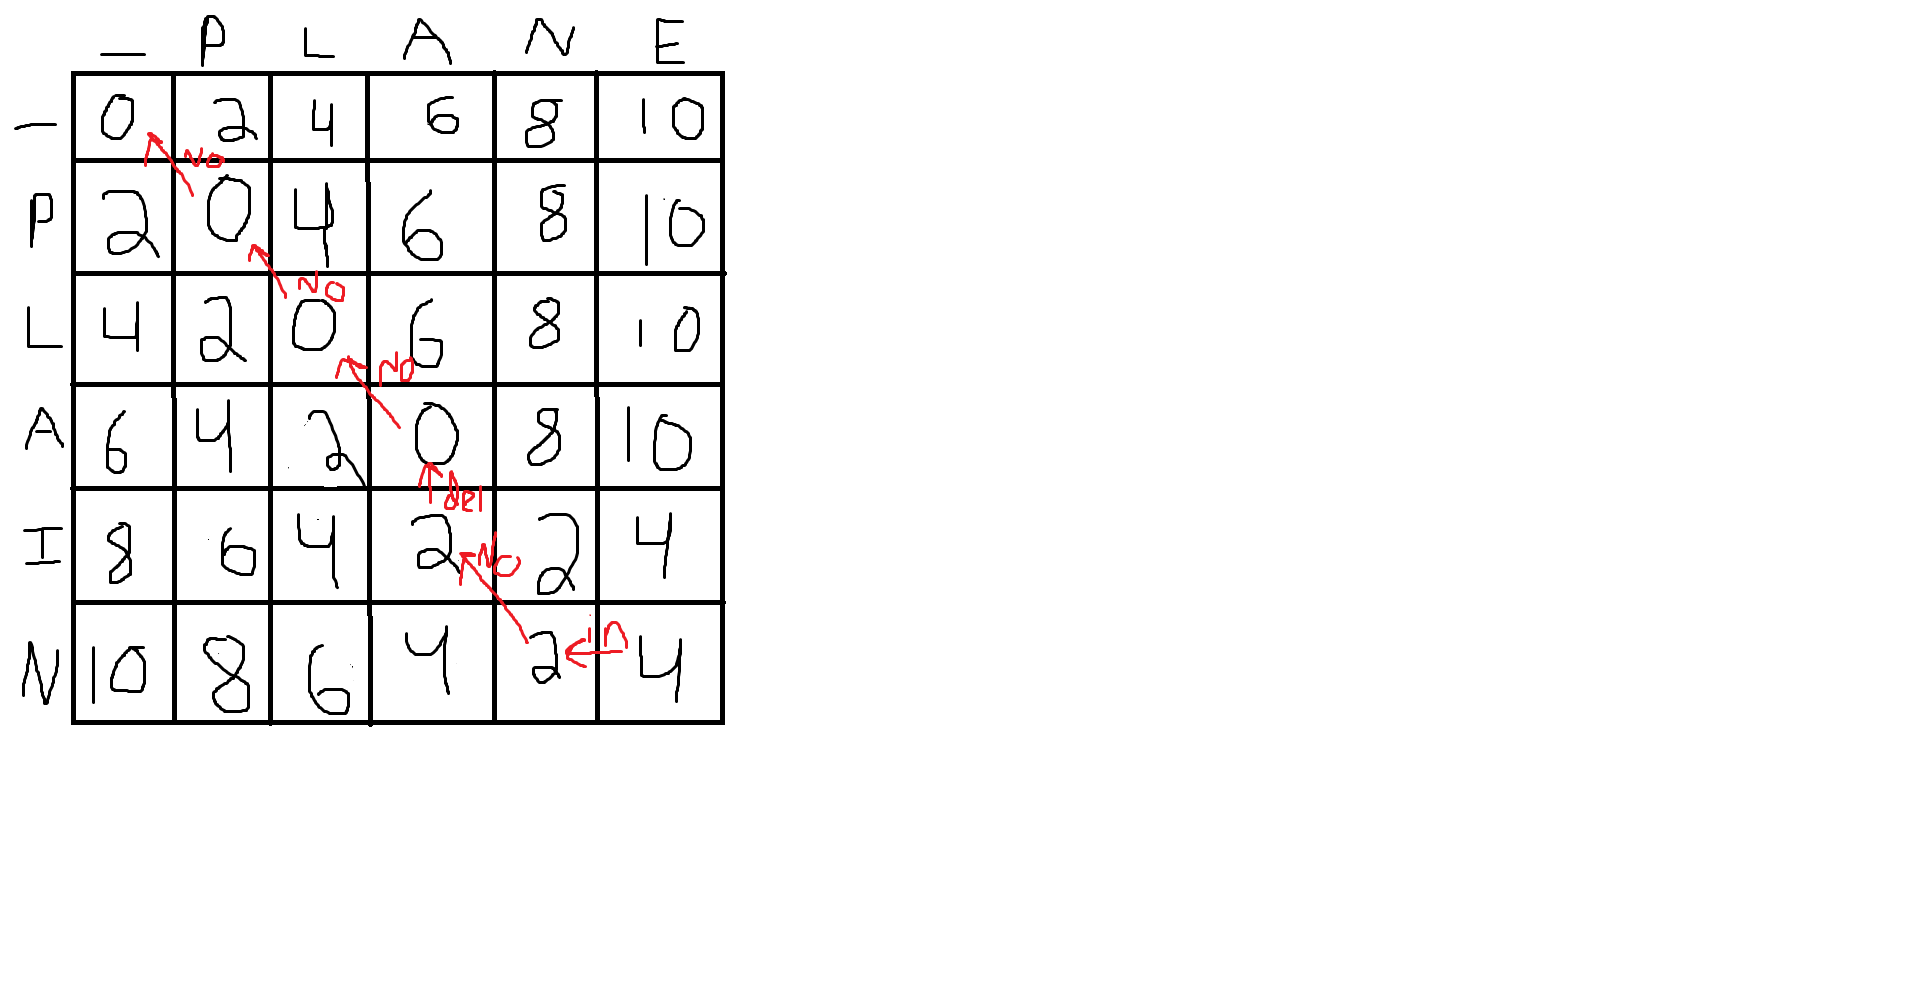 _ P L A N E
_ 0 2 4 6 8 10
No
P 2 0 4 6 8 10
No
L 4 2 0 6 8 10
No
A 6 4 2 0 8 10
Del
I 8 6 4 2 No 2 4
N 10 8 6 4 2 in 4